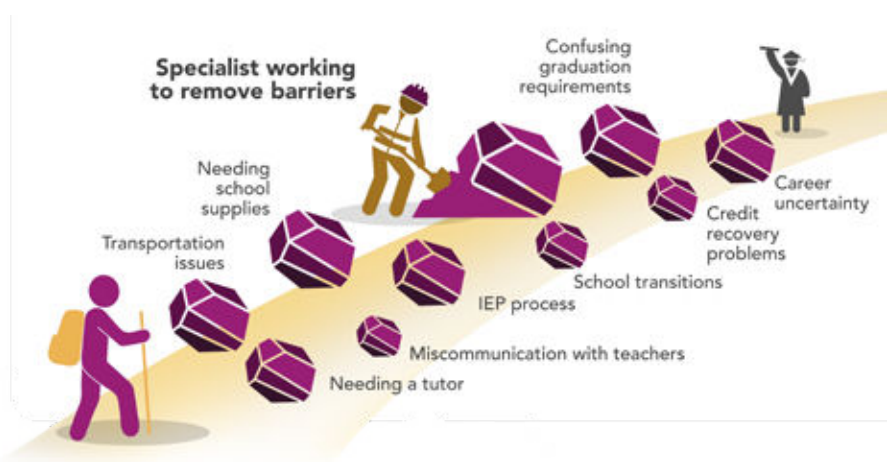 Specialist working
to remove barriers
Confusing
graduation
requirements
Needing
school
supplies
Transportation
issues
Career
uncertainty
Credit
recovery
problems
School transitions
IEP process
Miscommunication with teachers
Needing a tutor